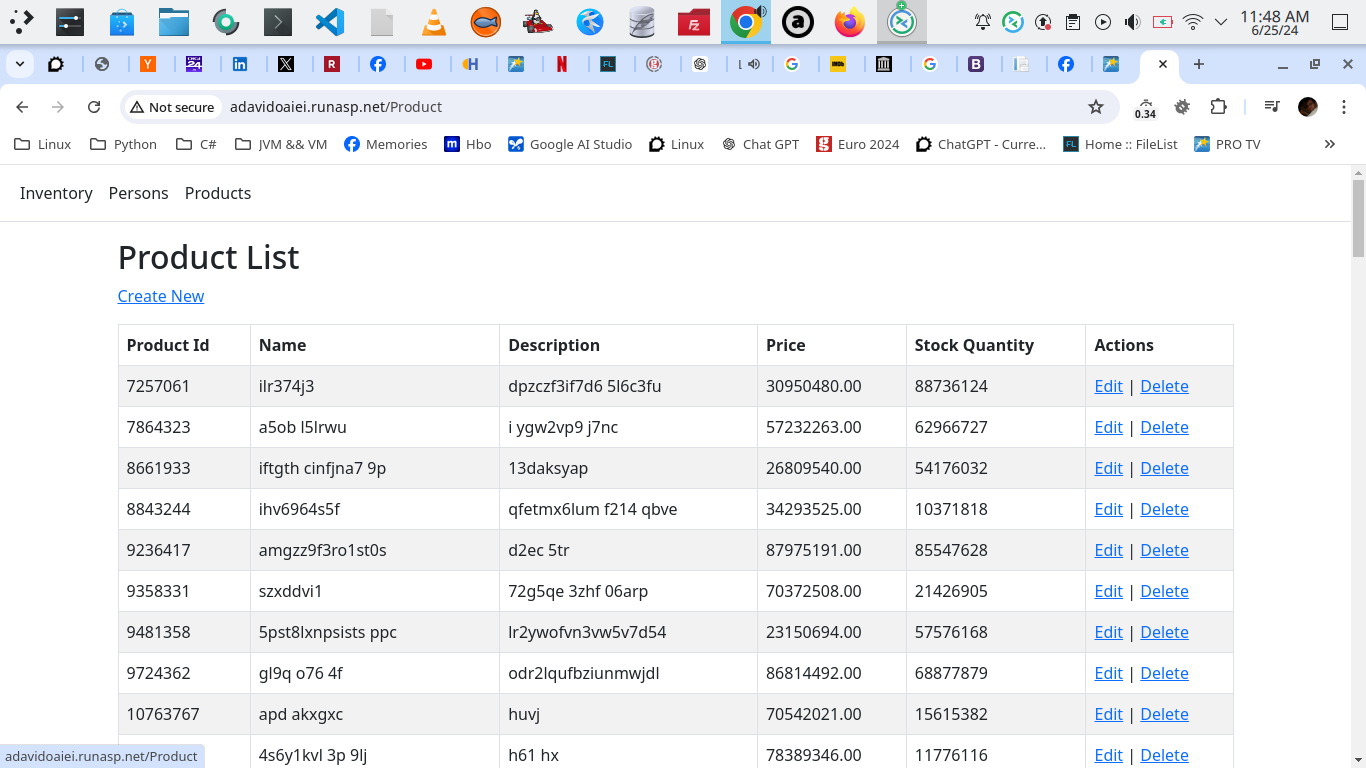 11:48 AM
6/25/24
Not secure adavidoaiei.runasp.net/Product 0.34
Linux Python C# JVM && VM Memories Hbo Google AI Studio Linux Chat GPT Euro 2024 ChatGPT - Curre... Home :: FileList PRO TV
Inventory Persons Products
Product List
Create New
Product Id Name Description Price Stock Quantity Actions
7257061 ilr374j3 dpzczf3if7d6 5l6c3fu 30950480.00 88736124 Edit | Delete
7864323 a5ob l5lrwu i ygw2vp9 j7nc 57232263.00 62966727 Edit | Delete
8661933 iftgth cinfjna7 9p 13daksyap 26809540.00 54176032 Edit | Delete
8843244 ihv6964s5f qfetmx6lum f214 qbve 34293525.00 10371818 Edit | Delete
9236417 amgzz9f3ro1st0s d2ec 5tr 87975191.00 85547628 Edit | Delete
9358331 szxddvi1 72g5qe 3zhf 06arp 70372508.00 21426905 Edit | Delete
9481358 5pst8lxnpsists ppc lr2ywofvn3vw5v7d54 23150694.00 57576168 Edit | Delete
9724362 gl9q o76 4f odr2lqufbziunmwjdl 86814492.00 68877879 Edit | Delete
10763767 apd akxgxc huvj 70542021.00 15615382 Edit | Delete
4s6y1kvl 3p 9lj h61 hx 78389346.00 11776116 Edit | Delete
adavidoaiei.runasp.net/Product